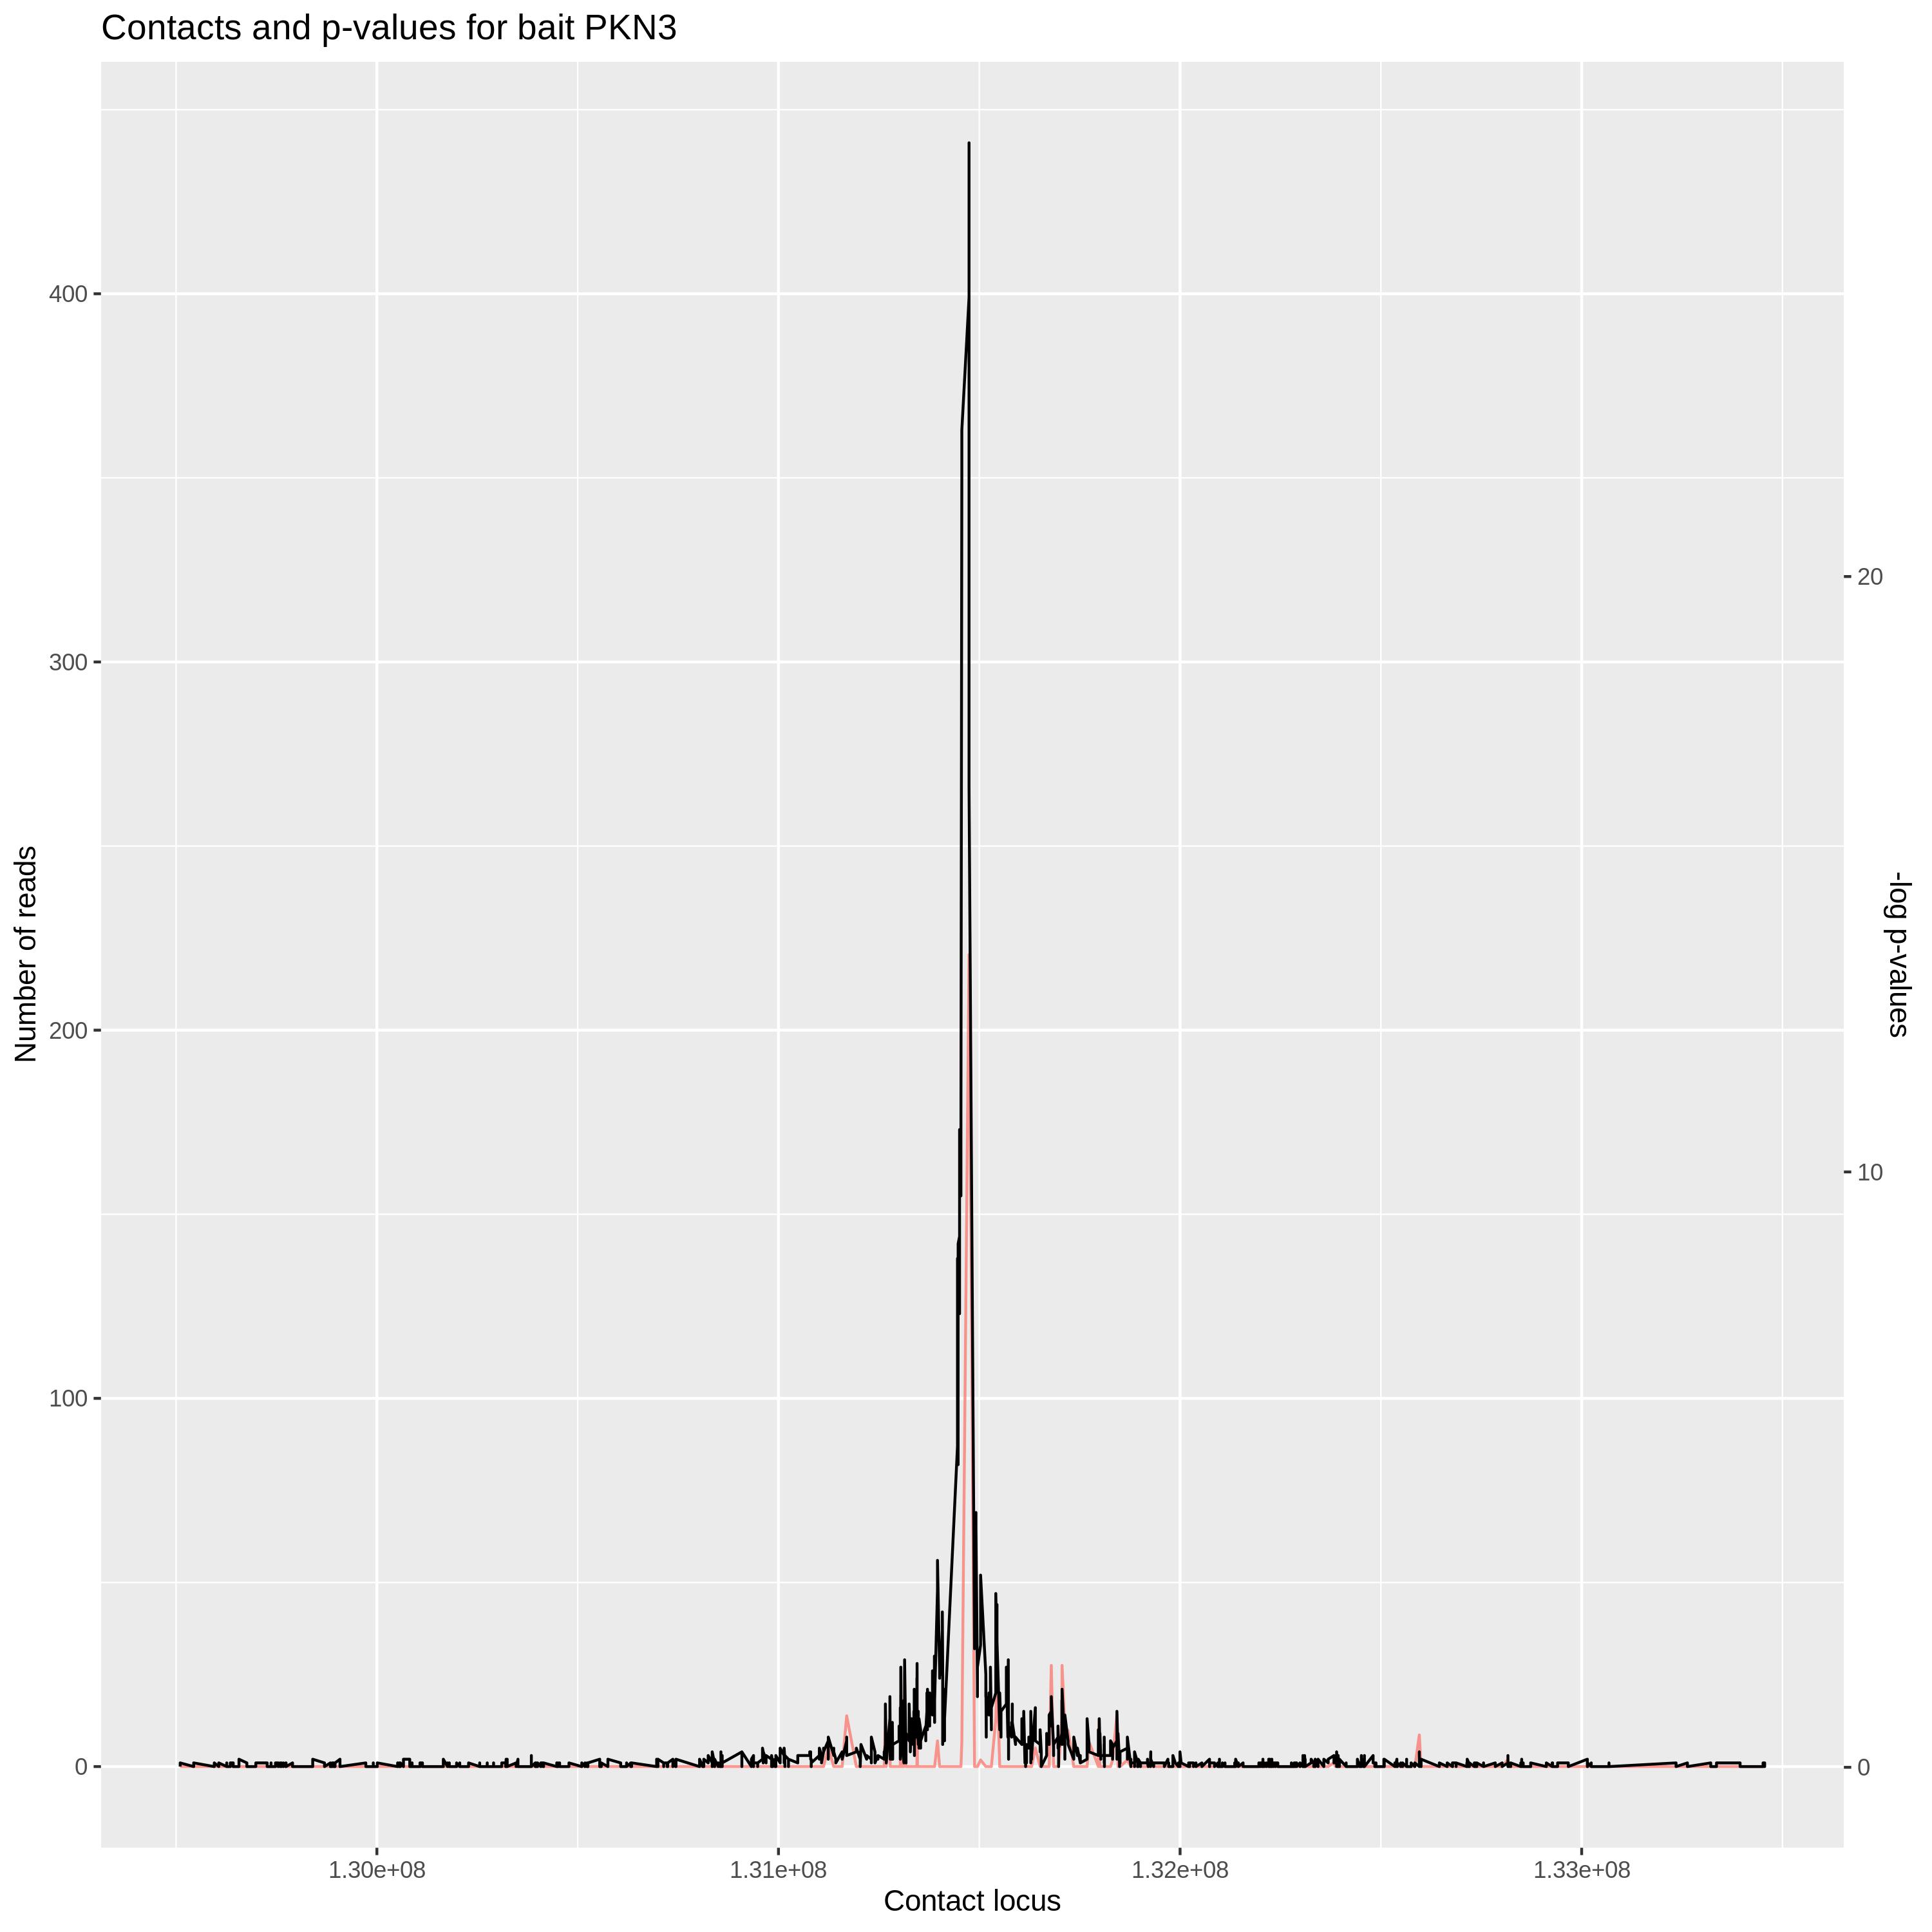 Contacts and p-values for bait PKN3
Number of reads
400
300
200
100
0
20
10
0
-log p-values
1.30e+08
1.31e+08
1.32e+08
1.33e+08
Contact locus